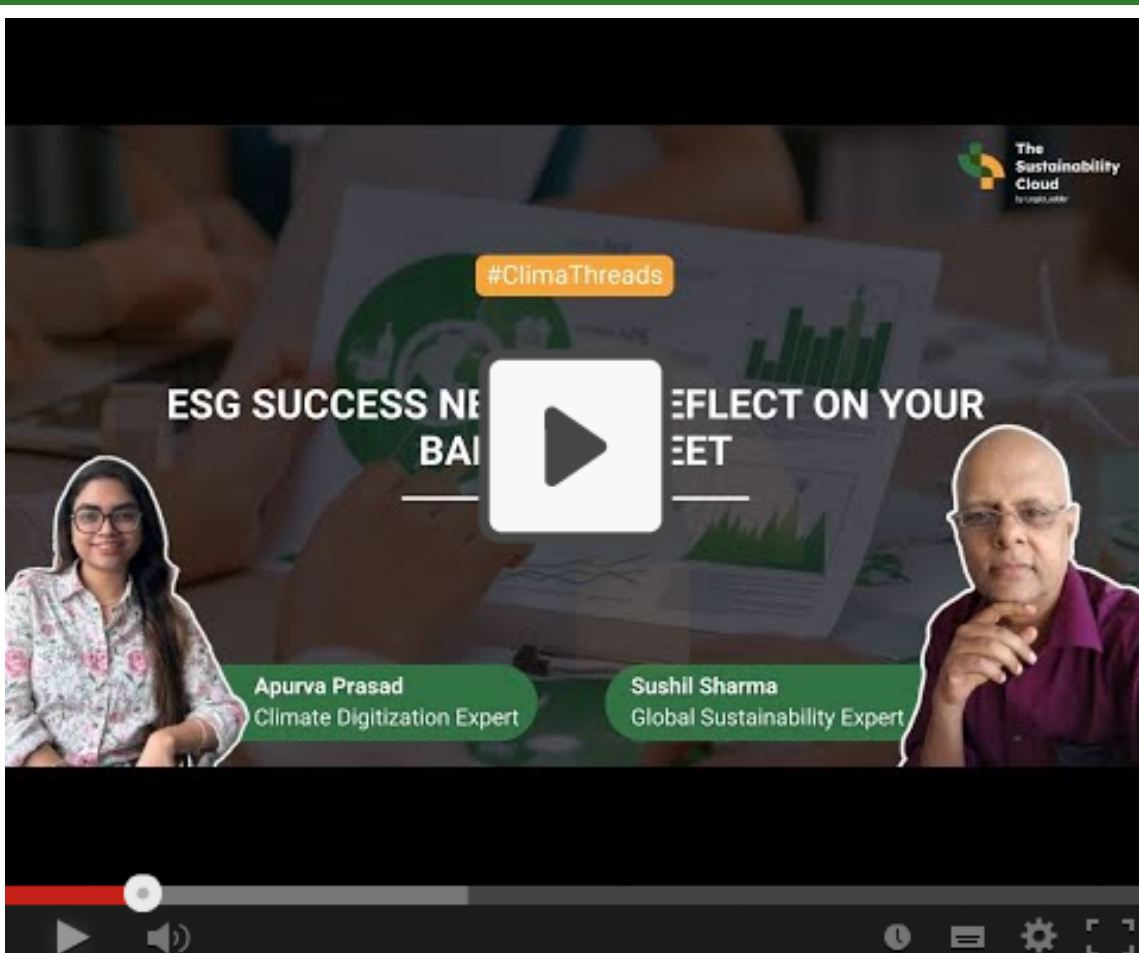 The
Sustainability
Cloud
#ClimaThreads
ESG SUCCESS NE EFLECT ON YOUR
BA EET
Apurva Prasad
Climate Digitization Expert
Sushil Sharma
Global Sustainability Expert